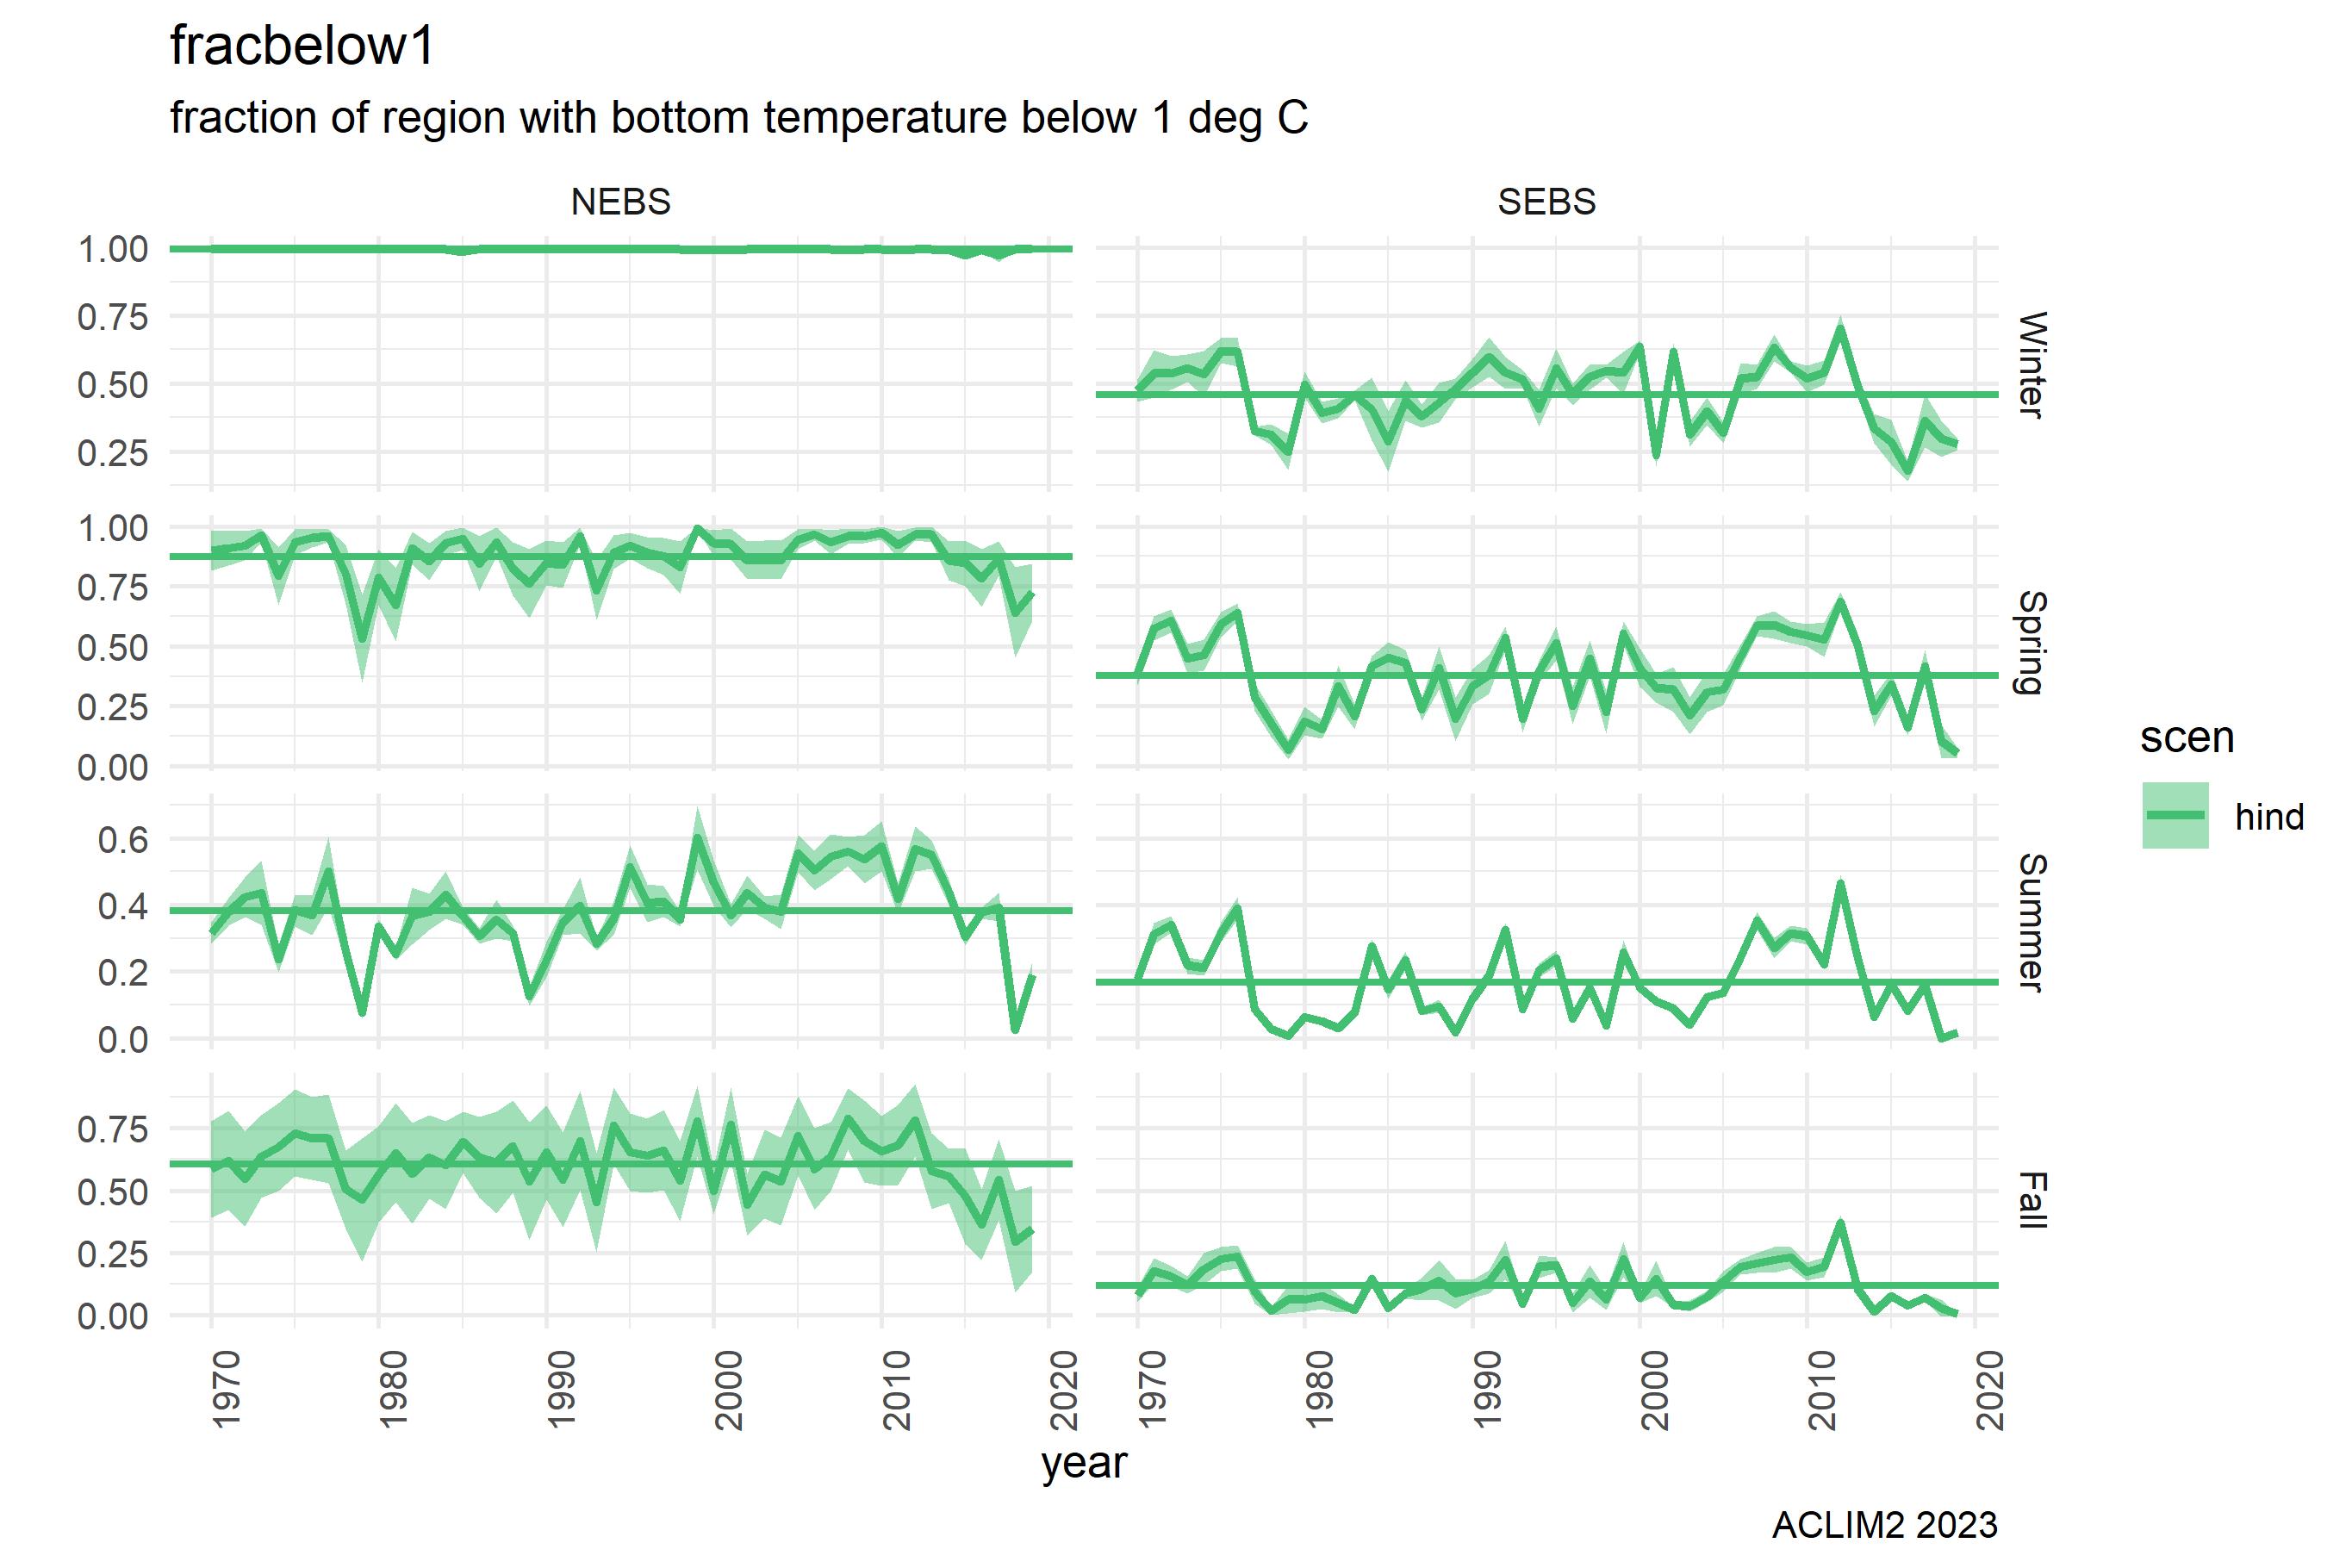 fracbelow1
fraction of region with bottom temperature below 1 deg C
NEBS
SEBS
1.00
0.75
0.50
0.25
Winter
1.00
0.75
0.50
0.25
0.00
Spring
0.6
0.4
0.2
0.0
Summer
0.75
0.50
0.25
0.00
Fall
1970
1980
1990
2000
2010
2020
1970
1980
1990
2000
2010
2020
year
scen
hind
ACLIM2 2023